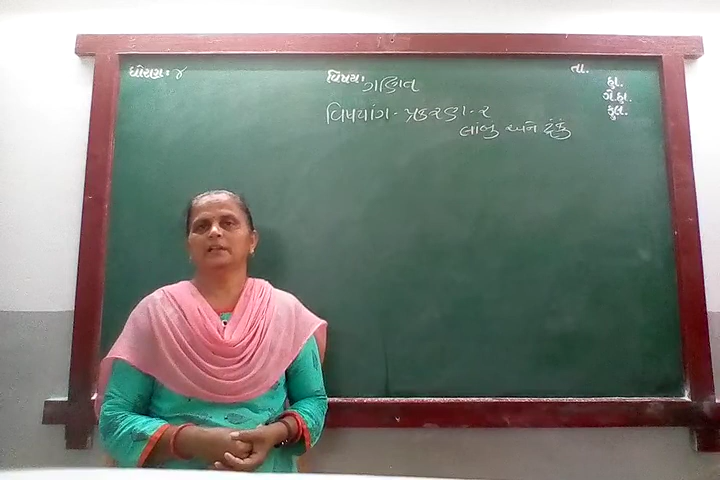 ધોરણ: ૪
વિષય: ગણિત
વિષયાંગ - પ્રકરણ - ૨
લાંબુ અને ટૂંકું
તા.
હા.
ગે.હા.
કુલ.